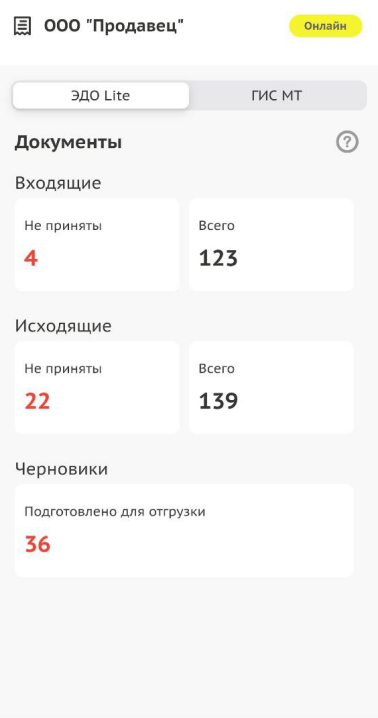 ООО "Продавец"
Онлайн
ЭДО Lite
ГИС МТ
Документы
?
Входящие
Не приняты
Всего
4
123
Исходящие
Не приняты
Всего
22
139
Черновики
Подготовлено для отгрузки
36